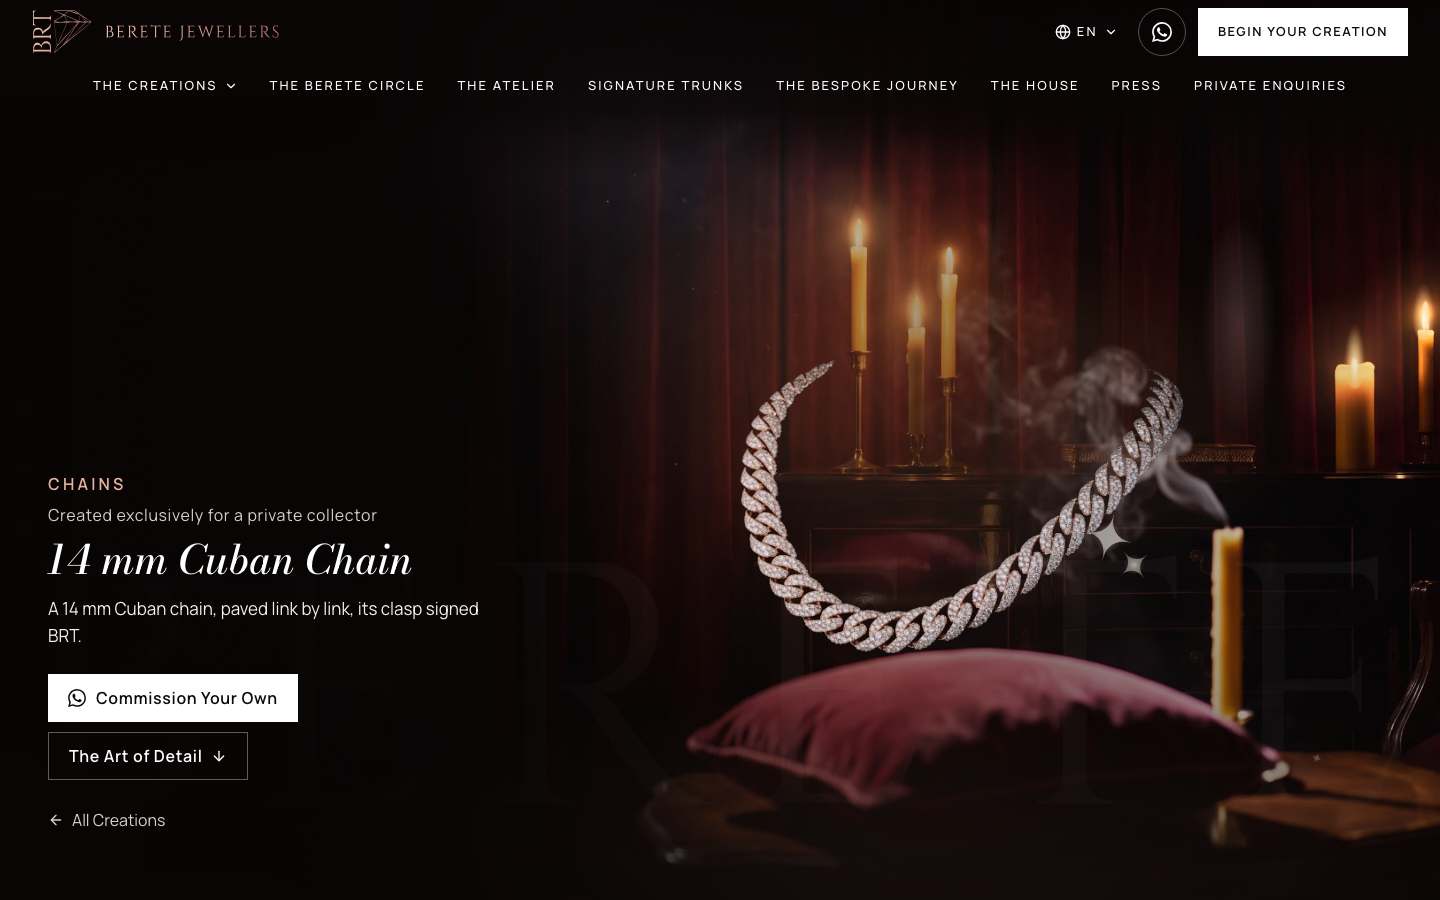 BRT
BERETE JEWELLERS
EN
BEGIN YOUR CREATION
THE CREATIONS
THE BERETE CIRCLE
THE ATELIER
SIGNATURE TRUNKS
THE BESPOKE JOURNEY
THE HOUSE
PRESS
PRIVATE ENQUIRIES
CHAINS
Created exclusively for a private collector
14 mm Cuban Chain
A 14 mm Cuban chain, paved link by link, its clasp signed
BRT.
Commission Your Own
The Art of Detail
All Creations